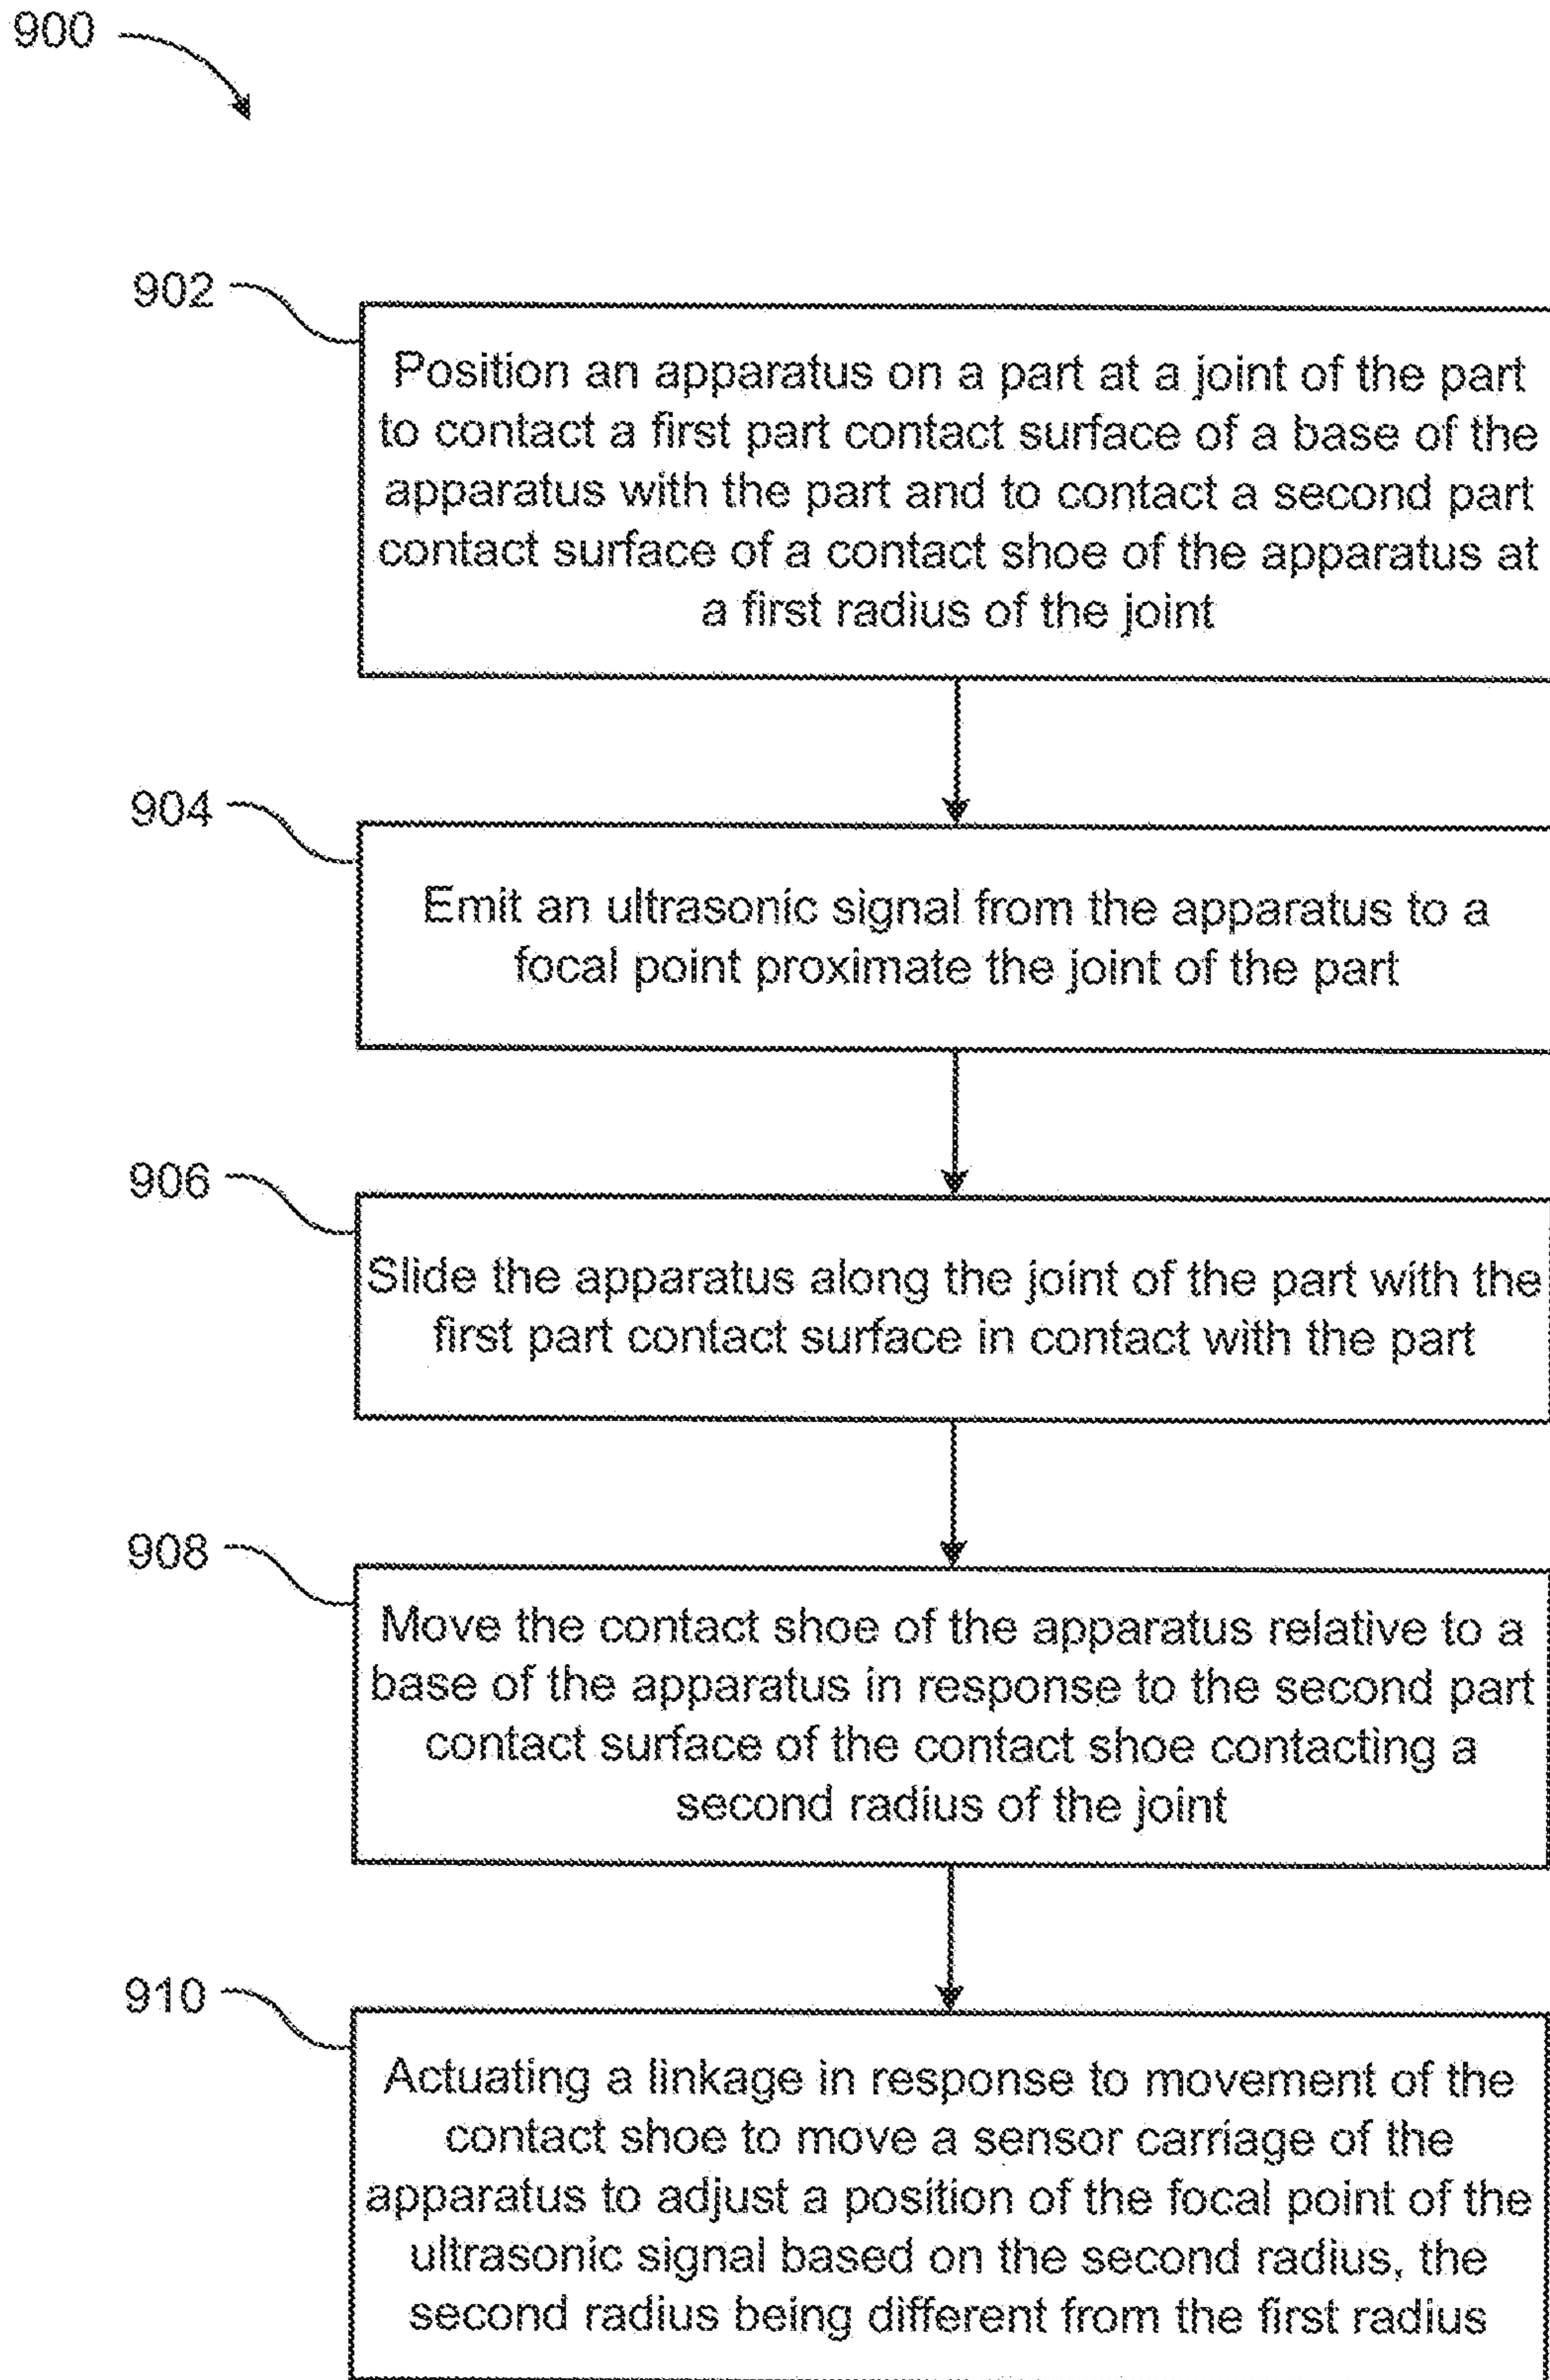 900
902
Position an apparatus on a part at a joint of the part
to contact a first part contact surface of a base of the
apparatus with the part and to contact a second part
contact surface of a contact shoe of the apparatus at
a first radius of the joint
904
Emit an ultrasonic signal from the apparatus to a
focal point proximate the joint of the part
906
Slide the apparatus along the joint of the part with the
first part contact surface in contact with the part
908
Move the contact shoe of the apparatus relative to a
base of the apparatus in response to the second part
contact surface of the contact shoe contacting a
second radius of the joint
910
Actuating a linkage in response to movement of the
contact shoe to move a sensor carriage of the
apparatus to adjust a position of the focal point of the
ultrasonic signal based on the second radius, the
second radius being different from the first radius